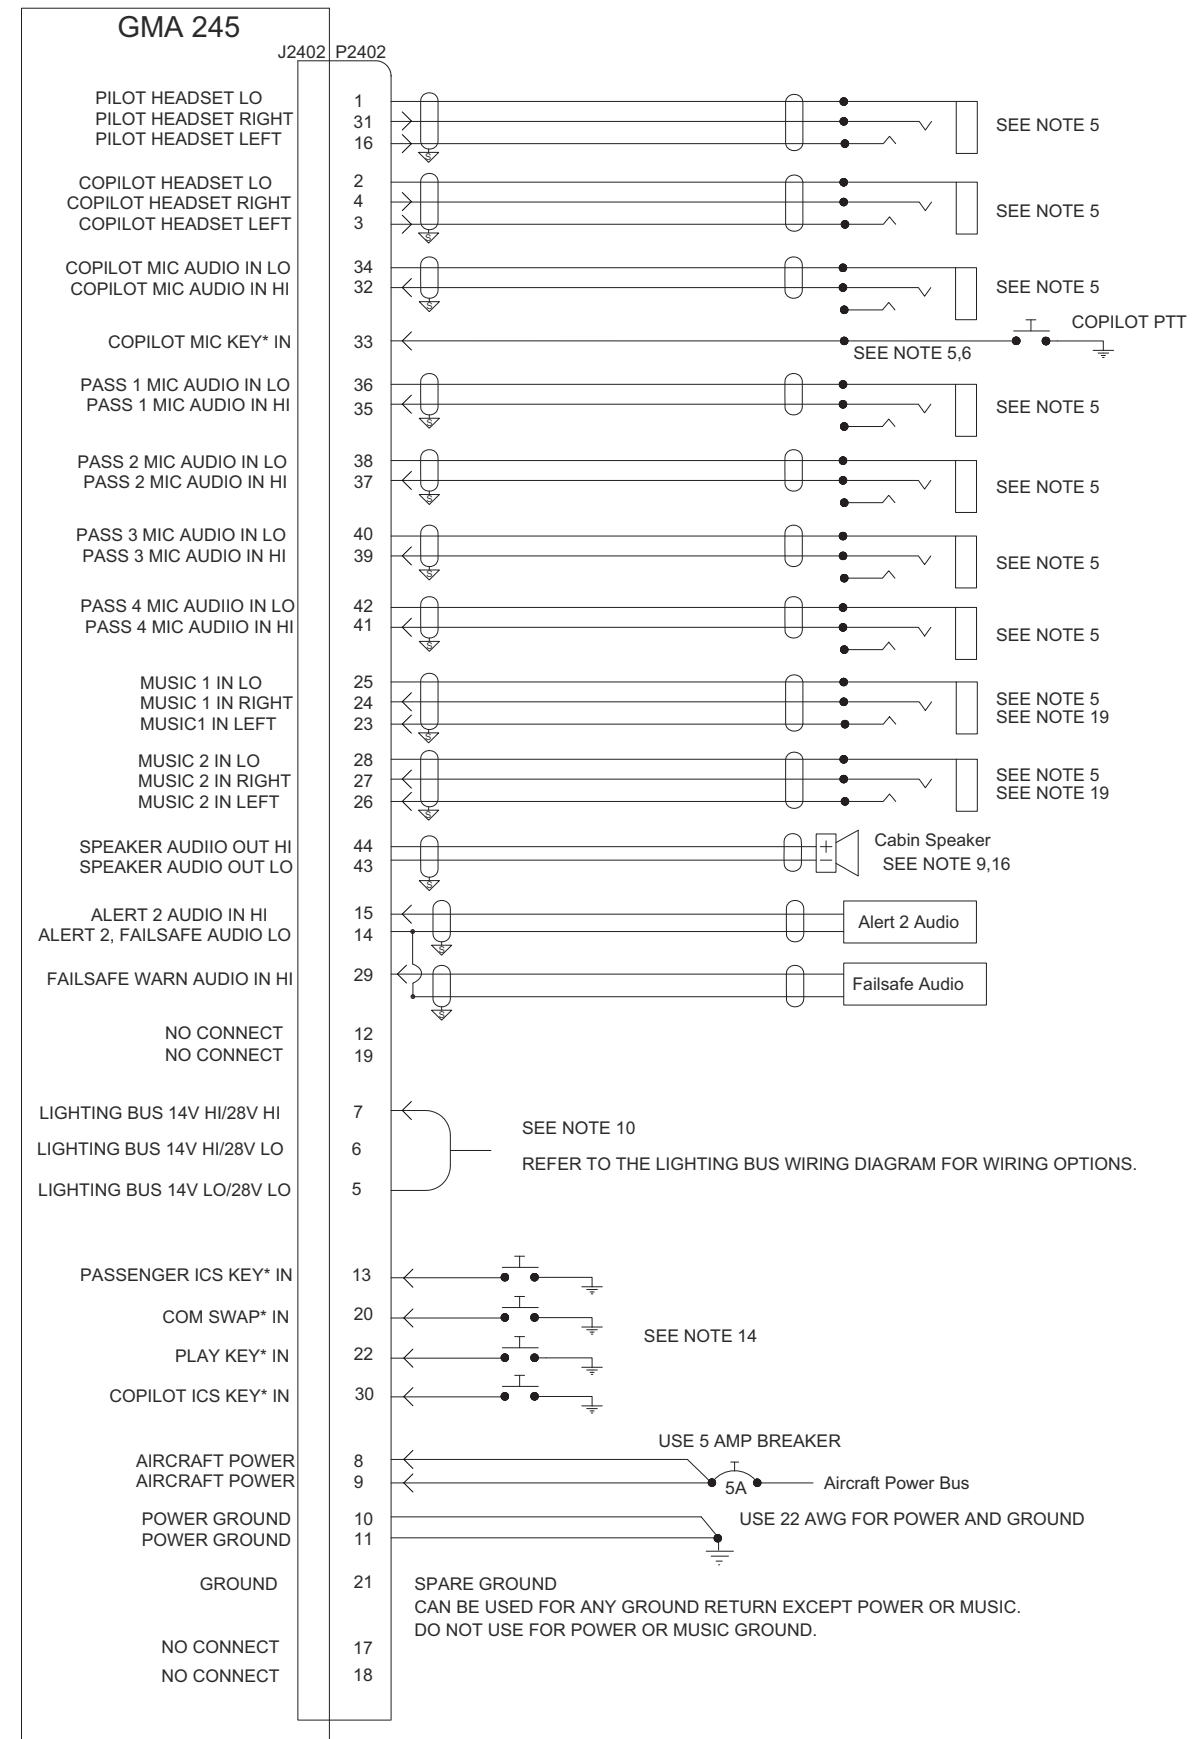 GMA 245
J2402 P2402
PILOT HEADSET LO 1
PILOT HEADSET RIGHT 31
PILOT HEADSET LEFT 16
S
SEE NOTE 5
COPILOT HEADSET LO 2
COPILOT HEADSET RIGHT 4
COPILOT HEADSET LEFT 3
S
SEE NOTE 5
COPILOT MIC AUDIO IN LO 34
COPILOT MIC AUDIO IN HI 32
S
SEE NOTE 5
COPILOT MIC KEY* IN 33
SEE NOTE 5,6
COPILOT PTT
PASS 1 MIC AUDIO IN LO 36
PASS 1 MIC AUDIO IN HI 35
S
SEE NOTE 5
PASS 2 MIC AUDIO IN LO 38
PASS 2 MIC AUDIO IN HI 37
S
SEE NOTE 5
PASS 3 MIC AUDIO IN LO 40
PASS 3 MIC AUDIO IN HI 39
S
SEE NOTE 5
PASS 4 MIC AUDIIO IN LO 42
PASS 4 MIC AUDIIO IN HI 41
S
SEE NOTE 5
MUSIC 1 IN LO 25
MUSIC 1 IN RIGHT 24
MUSIC1 IN LEFT 23
S
SEE NOTE 5
SEE NOTE 19
MUSIC 2 IN LO 28
MUSIC 2 IN RIGHT 27
MUSIC 2 IN LEFT 26
S
SEE NOTE 5
SEE NOTE 19
SPEAKER AUDIIO OUT HI 44
SPEAKER AUDIO OUT LO 43
S
+
−
Cabin Speaker
SEE NOTE 9,16
ALERT 2 AUDIO IN HI 15
ALERT 2, FAILSAFE AUDIO LO 14
S
Alert 2 Audio
FAILSAFE WARN AUDIO IN HI 29
S
Failsafe Audio
NO CONNECT 12
NO CONNECT 19
LIGHTING BUS 14V HI/28V HI 7
LIGHTING BUS 14V HI/28V LO 6
LIGHTING BUS 14V LO/28V LO 5
SEE NOTE 10
REFER TO THE LIGHTING BUS WIRING DIAGRAM FOR WIRING OPTIONS.
PASSENGER ICS KEY* IN 13
COM SWAP* IN 20
PLAY KEY* IN 22
COPILOT ICS KEY* IN 30
SEE NOTE 14
USE 5 AMP BREAKER
AIRCRAFT POWER 8
AIRCRAFT POWER 9
5A
Aircraft Power Bus
POWER GROUND 10
POWER GROUND 11
USE 22 AWG FOR POWER AND GROUND
GROUND 21
SPARE GROUND
CAN BE USED FOR ANY GROUND RETURN EXCEPT POWER OR MUSIC.
DO NOT USE FOR POWER OR MUSIC GROUND.
NO CONNECT 17
NO CONNECT 18